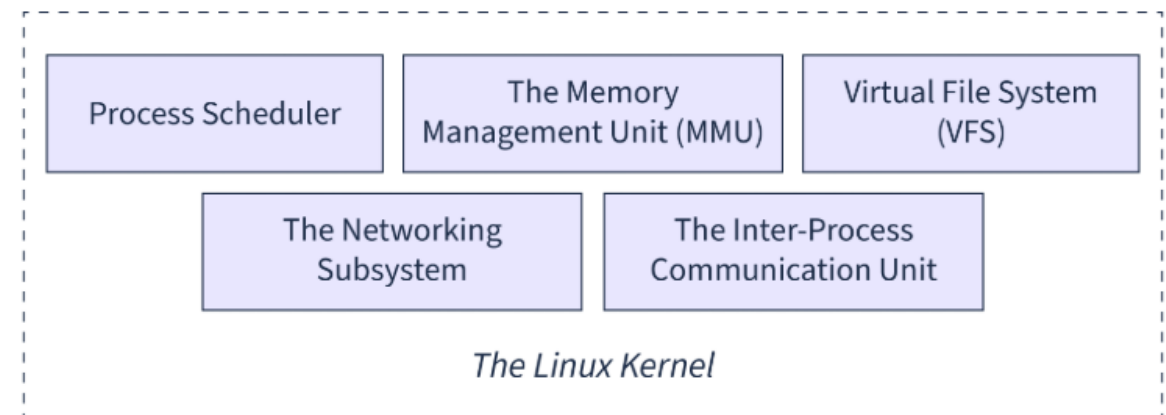 Process Scheduler
The Memory
Management Unit (MMU)
Virtual File System
(VFS)
The Networking
Subsystem
The Inter-Process
Communication Unit
The Linux Kernel